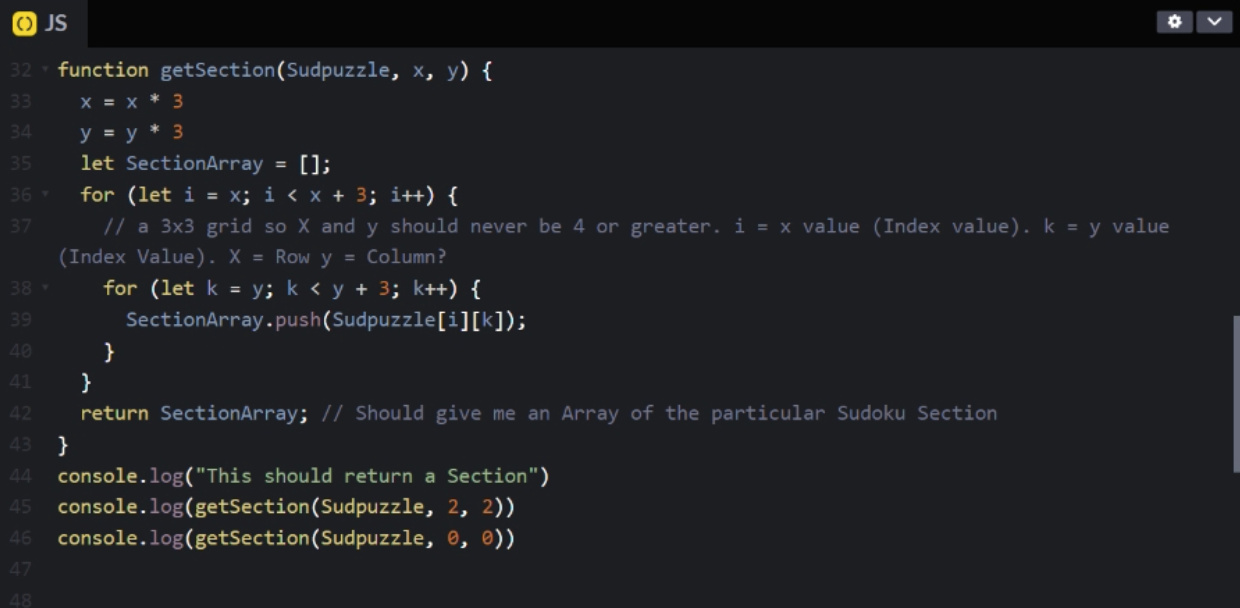 JS
32 function getSection(Sudpuzzle, x, y) {
33 x = x * 3
34 y = y * 3
35 let SectionArray = [];
36 for (let i = x; i < x + 3; i++) {
37 // a 3x3 grid so X and y should never be 4 or greater. i = x value (Index value). k = y value
(Index Value). X = Row y = Column?
38 for (let k = y; k < y + 3; k++) {
39 SectionArray.push(Sudpuzzle[i][k]);
40 }
41 }
42 return SectionArray; // Should give me an Array of the particular Sudoku Section
43 }
44 console.log("This should return a Section")
45 console.log(getSection(Sudpuzzle, 2, 2))
46 console.log(getSection(Sudpuzzle, 0, 0))
47
48